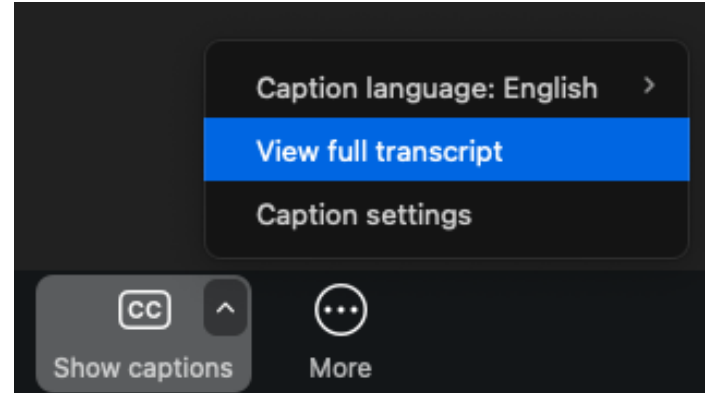 Caption language: English
View full transcript
Caption settings
CC
Show captions
More